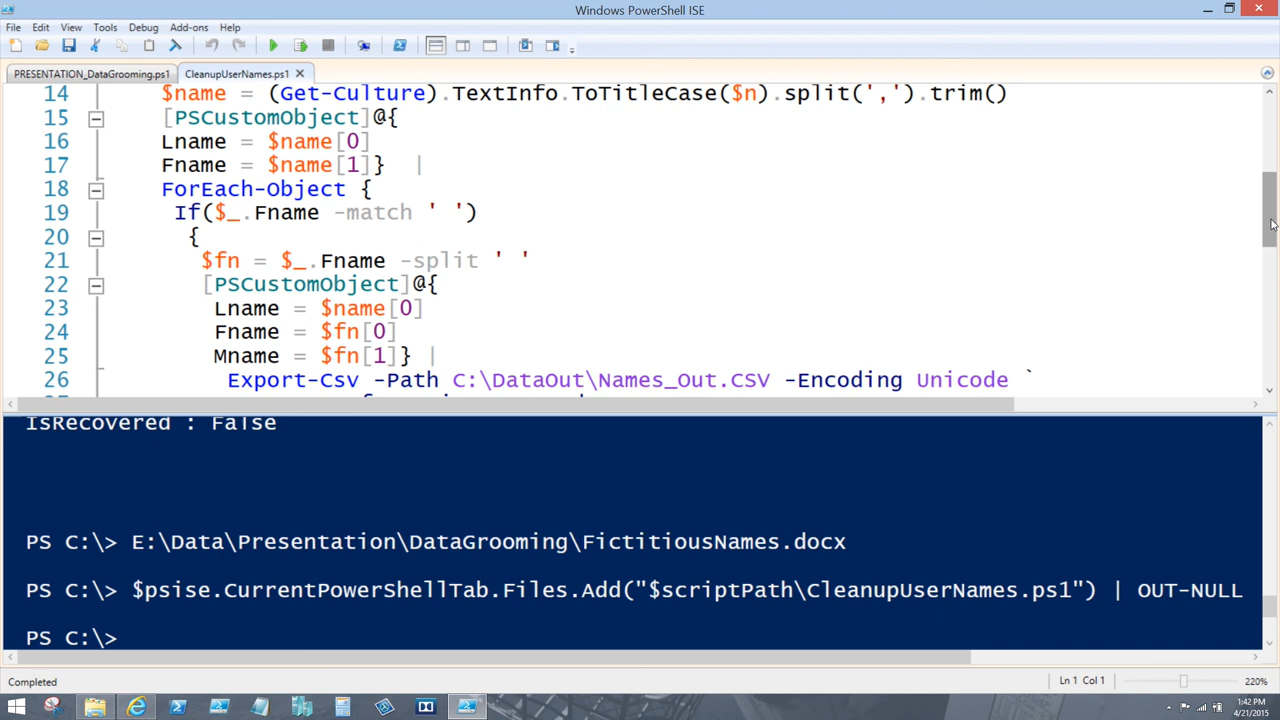 Windows PowerShell ISE
File Edit View Tools Debug Add-ons Help
PRESENTATION_DataGrooming.ps1 CleanupUserNames.ps1
14 $name = (Get-Culture).TextInfo.ToTitleCase($n).split(',').trim()
15 [PSCustomObject]@{
16 Lname = $name[0]
17 Fname = $name[1]} |
18 ForEach-Object {
19 If($_.Fname -match ' ')
20 {
21 $fn = $_.Fname -split ' '
22 [PSCustomObject]@{
23 Lname = $name[0]
24 Fname = $fn[0]
25 Mname = $fn[1]} |
26 Export-Csv -Path C:\DataOut\Names_Out.CSV -Encoding Unicode `
IsRecovered : False
PS C:\> E:\Data\Presentation\DataGrooming\FictitiousNames.docx
PS C:\> $psise.CurrentPowerShellTab.Files.Add("$scriptPath\CleanupUserNames.ps1") | OUT-NULL
PS C:\>
Completed Ln 1 Col 1 220%
1:42 PM
4/21/2015